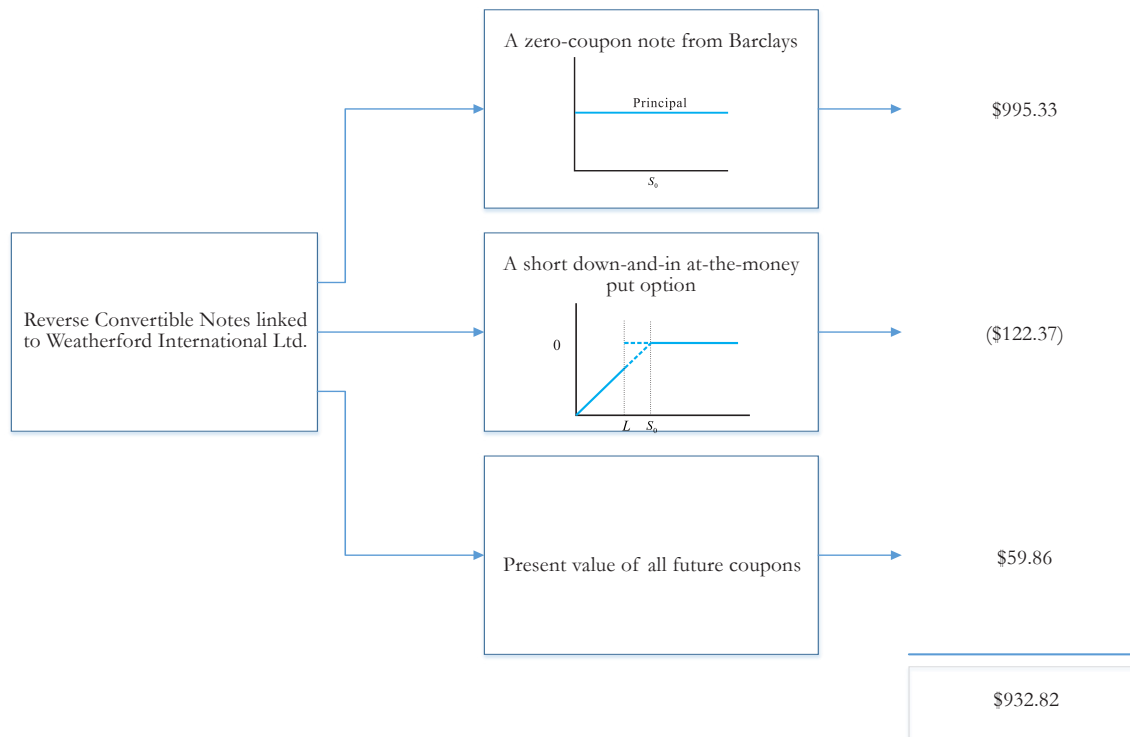 A zero-coupon note from Barclays
Principal
S₀
$995.33
Reverse Convertible Notes linked
to Weatherford International Ltd.
A short down-and-in at-the-money
put option
0
L S₀
($122.37)
Present value of all future coupons
$59.86
$932.82